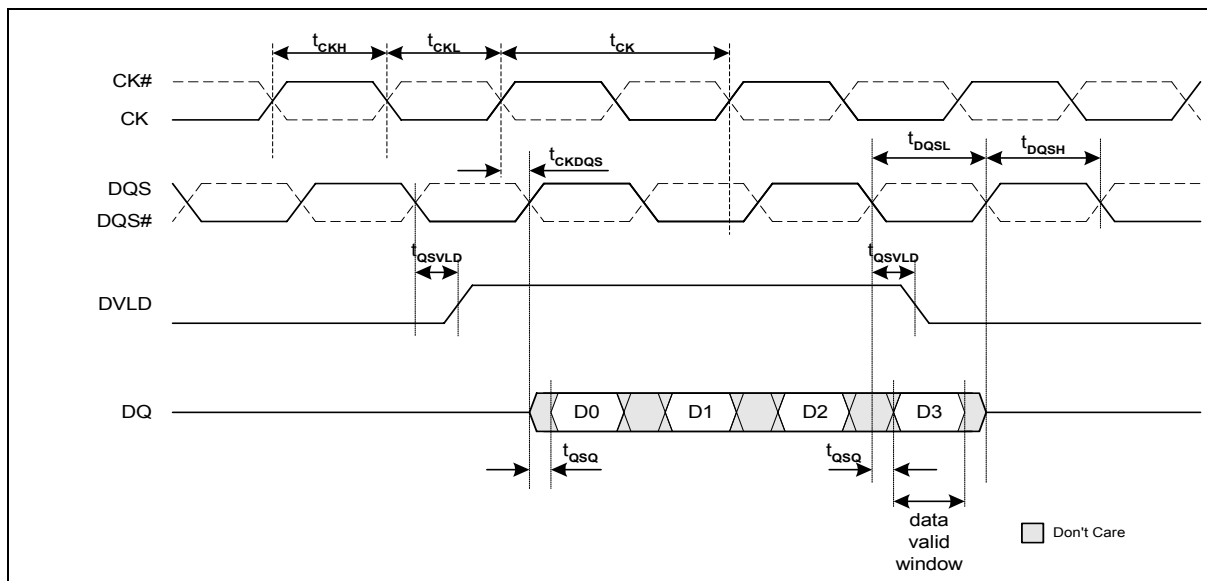 tCKH
tCKL
tCK
CK#
CK
tDQSL
tDQSH
tCKDQS
DQS
DQS#
tQSVLD
tQSVLD
DVLD
DQ
D0
D1
D2
D3
tQSQ
tQSQ
data
valid
window
Don't Care